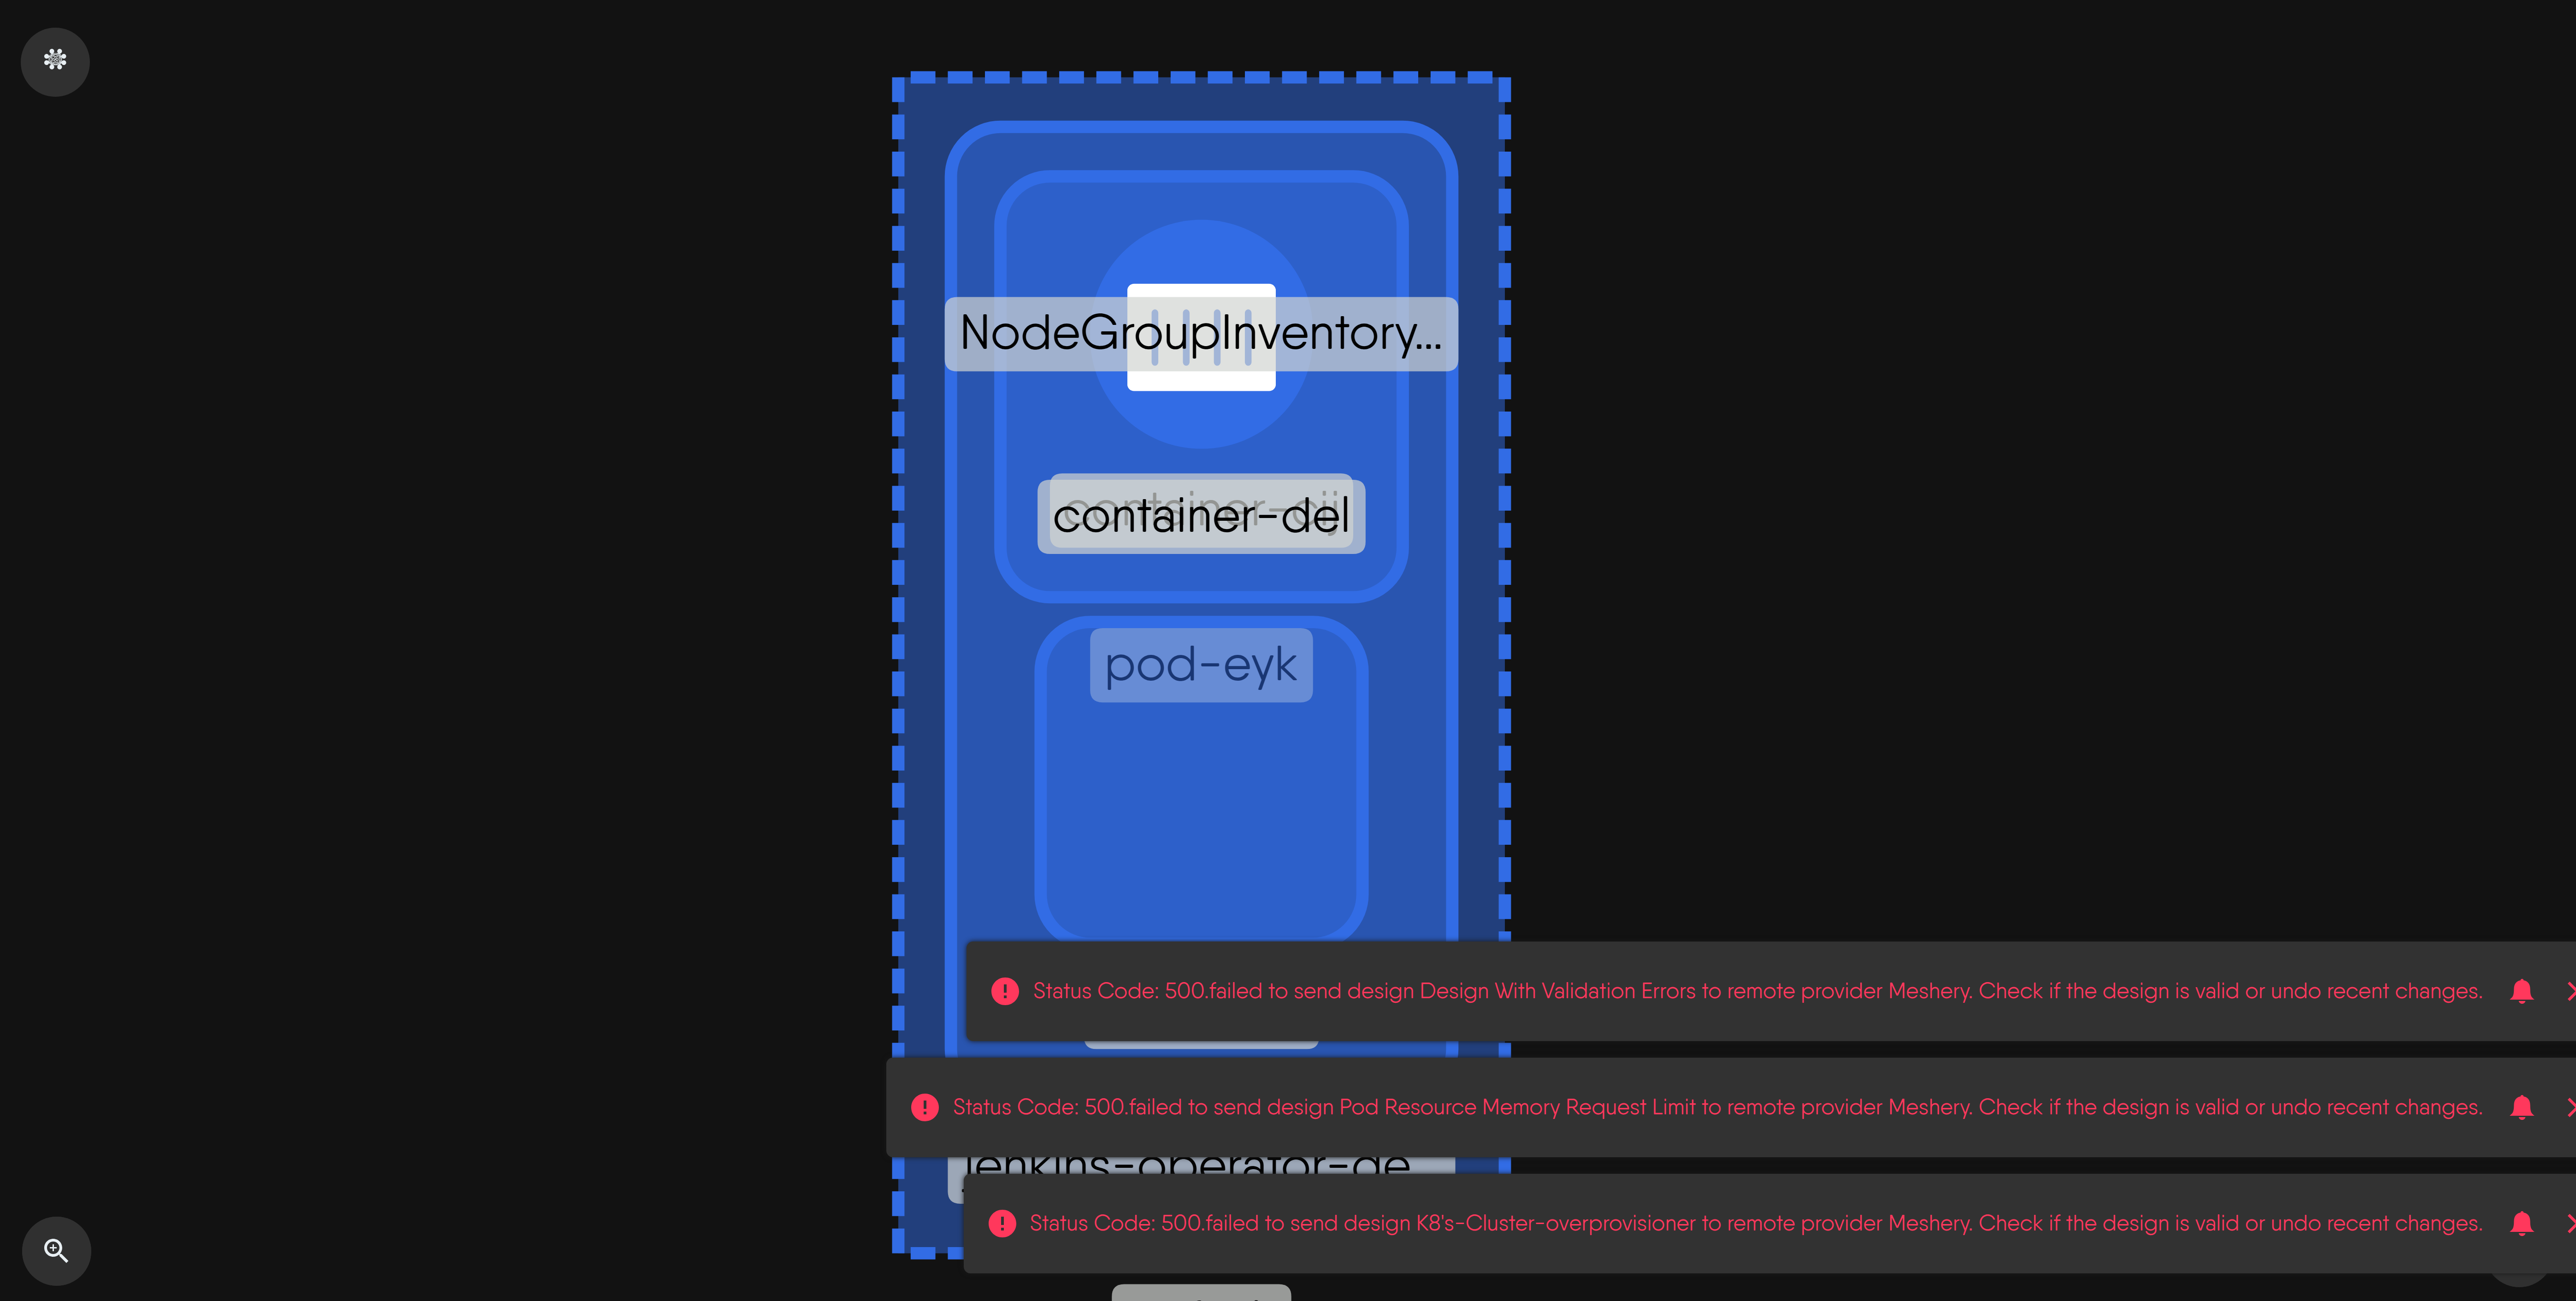 NodeGroupInventory...
container-del
pod-eyk
Status Code: 500.failed to send design Design With Validation Errors to remote provider Meshery. Check if the design is valid or undo recent changes.
Status Code: 500.failed to send design Pod Resource Memory Request Limit to remote provider Meshery. Check if the design is valid or undo recent changes.
jenkins-operator-de
Status Code: 500.failed to send design K8's-Cluster-overprovisioner to remote provider Meshery. Check if the design is valid or undo recent changes.